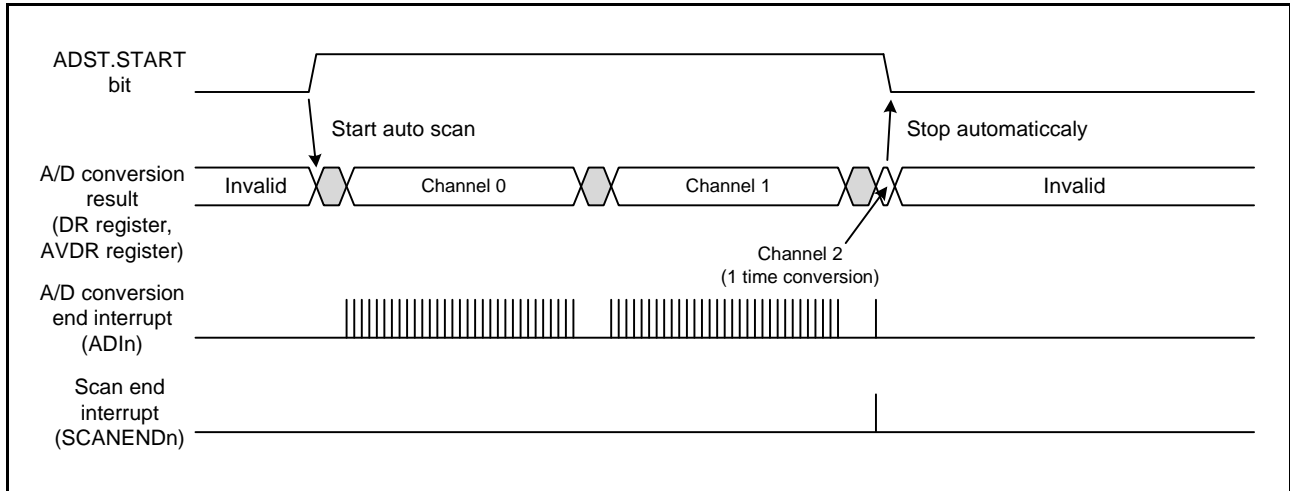 ADST.START
bit
Start auto scan
Stop automaticcaly
A/D conversion
result
(DR register,
AVDR register)
Invalid
Channel 0
Channel 1
Invalid
Channel 2
(1 time conversion)
A/D conversion
end interrupt
(ADIn)
Scan end
interrupt
(SCANENDn)